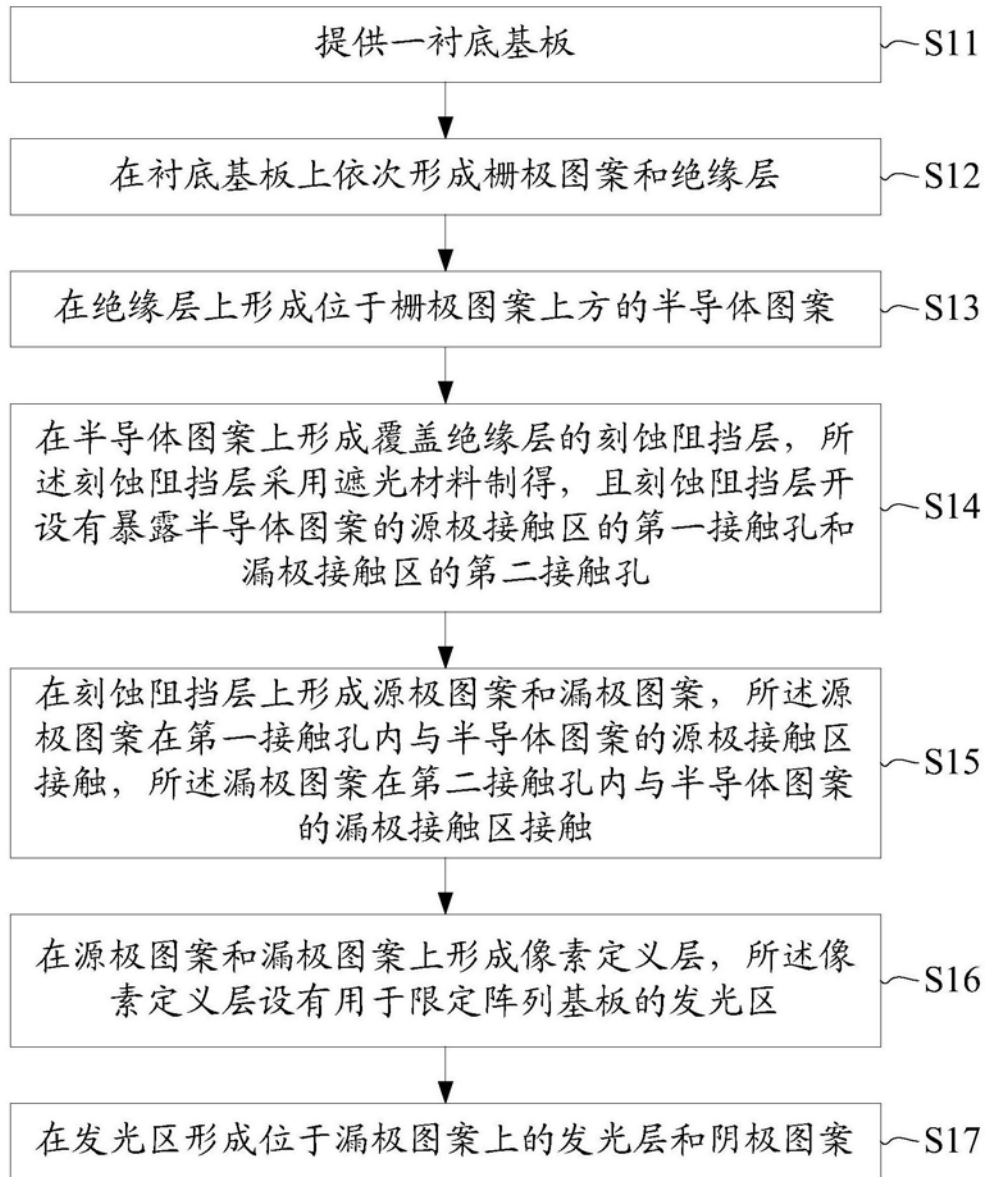 提供一衬底基板
S11
在衬底基板上依次形成栅极图案和绝缘层
S12
在绝缘层上形成位于栅极图案上方的半导体图案
S13
在半导体图案上形成覆盖绝缘层的刻蚀阻挡层，所
述刻蚀阻挡层采用遮光材料制得，且刻蚀阻挡层开
设有暴露半导体图案的源极接触区的第一接触孔和
漏极接触区的第二接触孔
S14
在刻蚀阻挡层上形成源极图案和漏极图案，所述源
极图案在第一接触孔内与半导体图案的源极接触区
接触，所述漏极图案在第二接触孔内与半导体图案
的漏极接触区接触
S15
在源极图案和漏极图案上形成像素定义层，所述像
素定义层设有用于限定阵列基板的发光区
S16
在发光区形成位于漏极图案上的发光层和阴极图案
S17